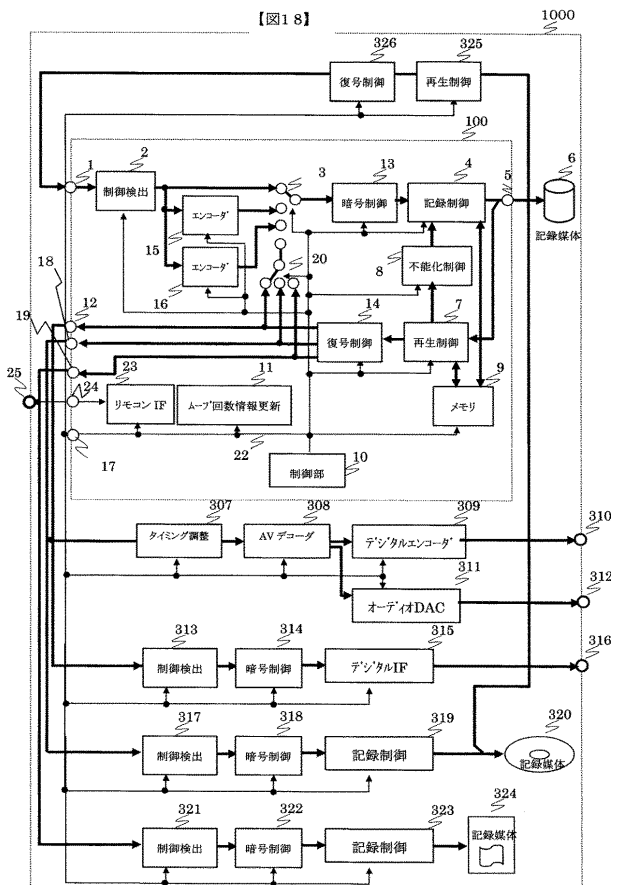 【図１８】
1000
326
325
復号制御
再生制御
100
1
2
3
13
4
5
6
制御検出
暗号制御
記録制御
記録媒体
エンコーダ
15
エンコーダ
16
20
8
不能化制御
18
12
14
7
19
復号制御
再生制御
25
24
23
11
9
リモコン IF
ムーブ回数情報更新
メモリ
17
22
10
制御部
307
308
309
310
タイミング調整
AVデコーダ
デジタルエンコーダ
311
312
オーディオDAC
313
314
315
316
制御検出
暗号制御
デジタルIF
317
318
319
320
制御検出
暗号制御
記録制御
記録媒体
321
322
323
324
制御検出
暗号制御
記録制御
記録媒体